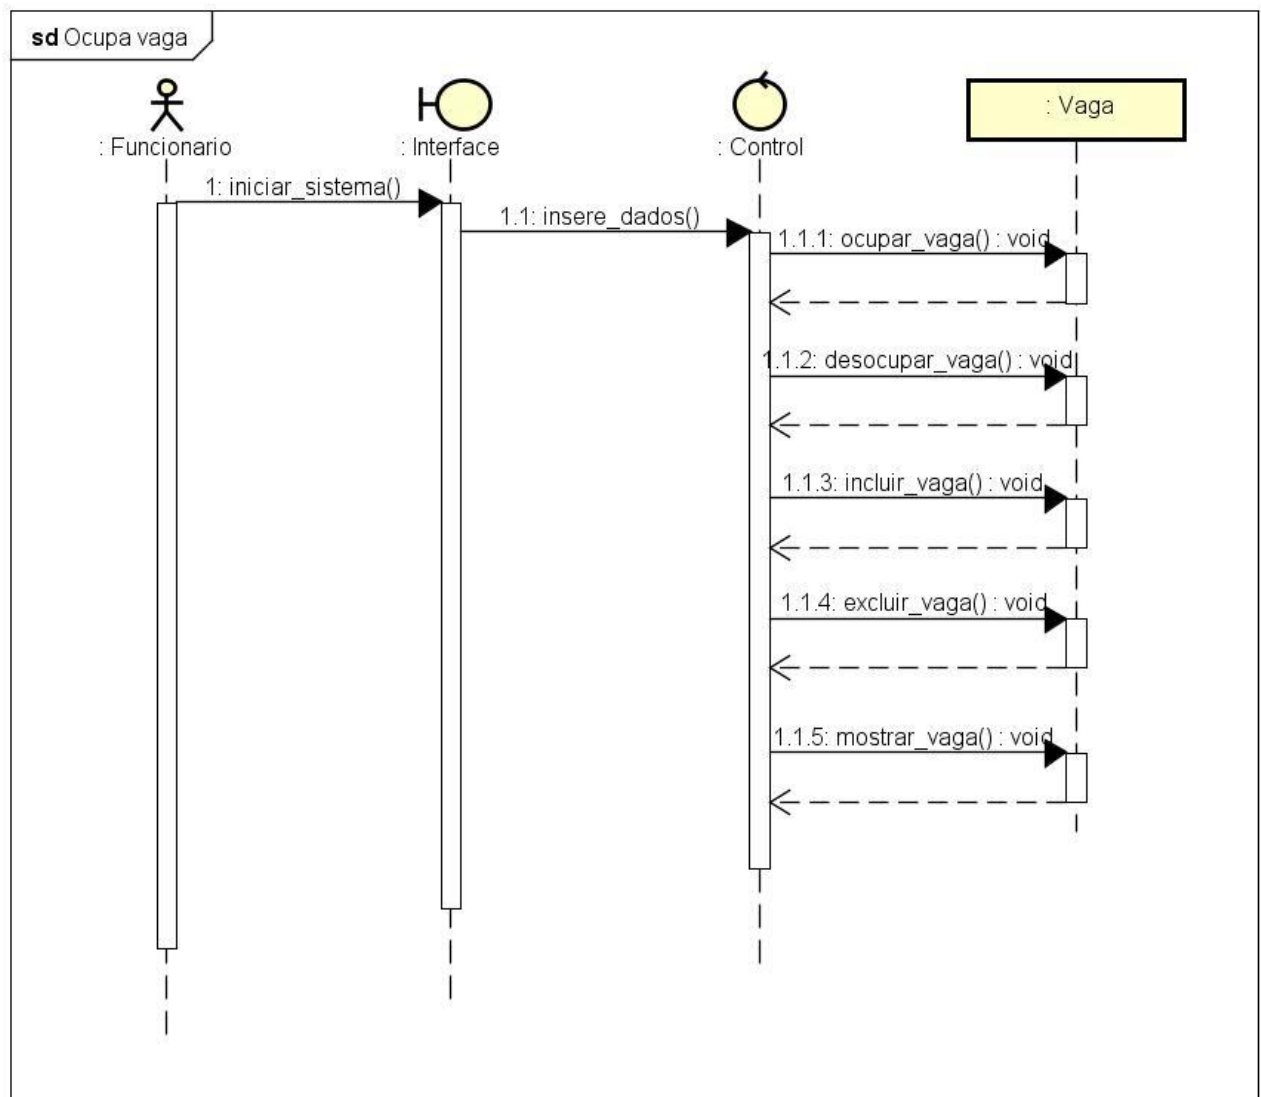 sd Ocupa vaga
: Funcionario
: Interface
: Control
: Vaga
1: iniciar_sistema()
1.1: insere_dados()
1.1.1: ocupar_vaga() : void
1.1.2: desocupar_vaga() : void
1.1.3: incluir_vaga() : void
1.1.4: excluir_vaga() : void
1.1.5: mostrar_vaga() : void